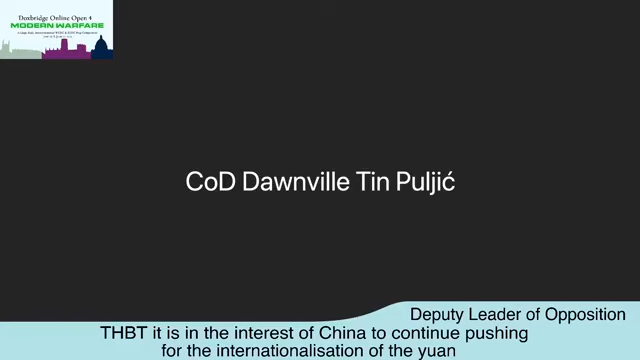 Doxbridge Online Open 4
MODERN WARFARE
CoD Dawnville Tin Puljić
Deputy Leader of Opposition
THBT it is in the interest of China to continue pushing
for the internationalisation of the yuan